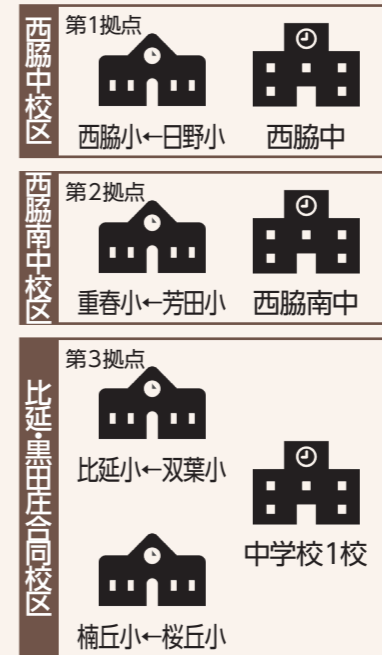 西脇中校区
第1拠点
西脇小←日野小
西脇中
西脇南中校区
第2拠点
重春小←芳田小
西脇南中
比延・黒田庄合同校区
第3拠点
比延小←双葉小
中学校1校
楠丘小←桜丘小